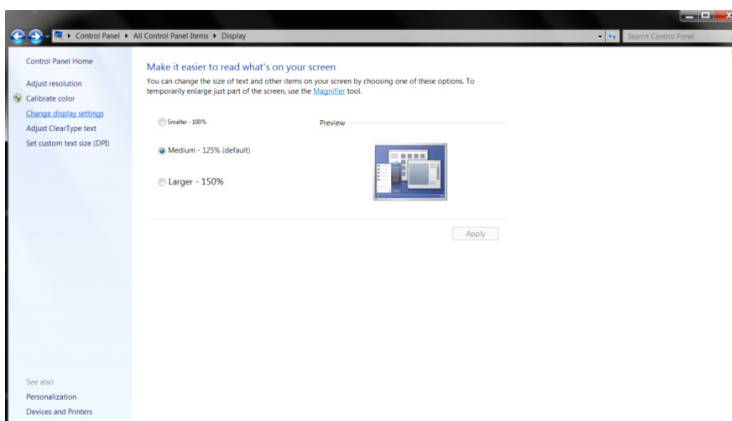 Control Panel ▸ All Control Panel Items ▸ Display
Search Control Panel
Control Panel Home
Adjust resolution
Calibrate color
Change display settings
Adjust ClearType text
Set custom text size (DPI)
See also
Personalization
Devices and Printers
Make it easier to read what's on your screen
You can change the size of text and other items on your screen by choosing one of these options. To
temporarily enlarge just part of the screen, use the Magnifier tool.
Smaller - 100%
Preview
Medium - 125% (default)
Larger - 150%
Apply